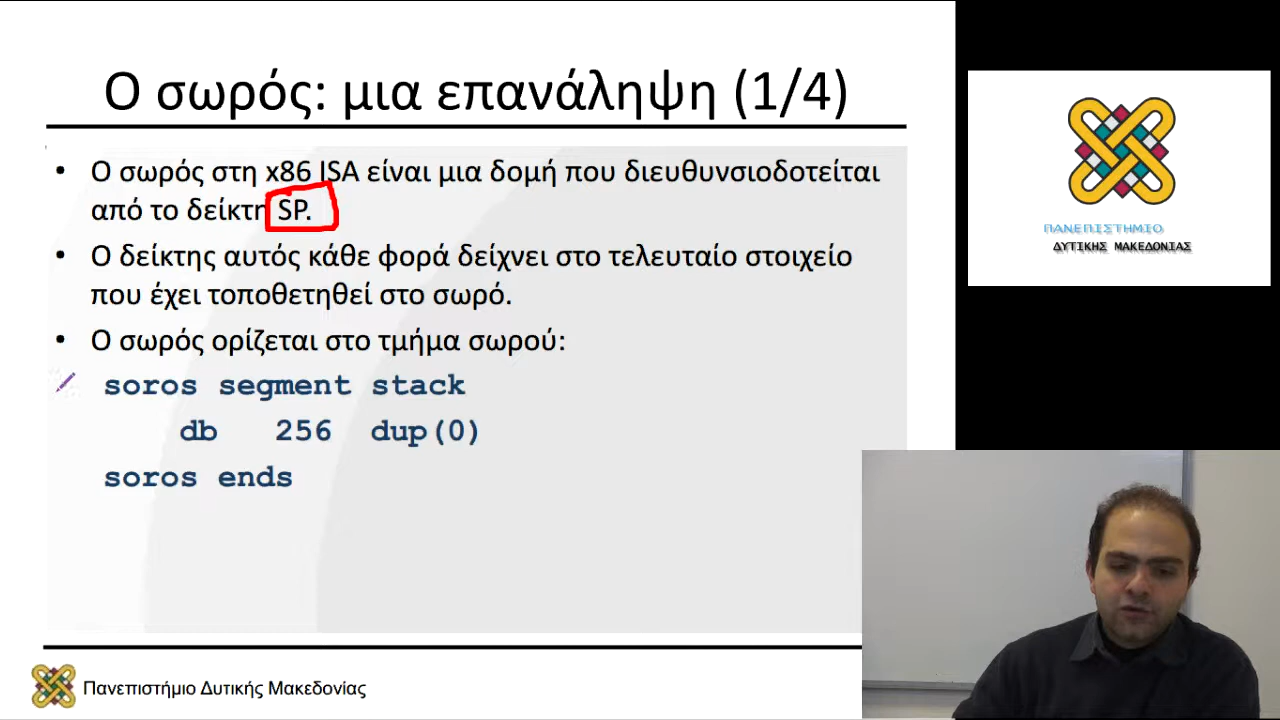 Ο σωρός: μια επανάληψη (1/4)
• Ο σωρός στη x86 ISA είναι μια δομή που διευθυνσιοδοτείται
από το δείκτη SP.
• Ο δείκτης αυτός κάθε φορά δείχνει στο τελευταίο στοιχείο
που έχει τοποθετηθεί στο σωρό.
• Ο σωρός ορίζεται στο τμήμα σωρού:
soros segment stack
db 256 dup(0)
soros ends
Πανεπιστήμιο Δυτικής Μακεδονίας
ΠΑΝΕΠΙΣΤΗΜΙΟ
ΔΥΤΙΚΗΣ ΜΑΚΕΔΟΝΙΑΣ